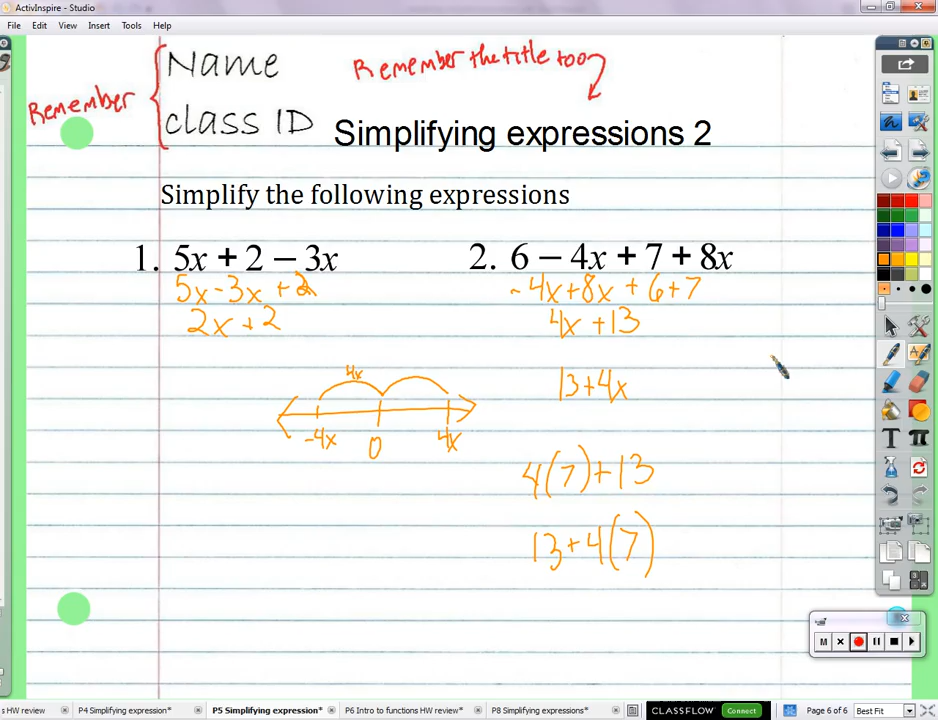 ActivInspire - Studio
File Edit View Insert Tools Help
Name
Remember the title too
Remember
class ID
Simplifying expressions 2
Simplify the following expressions
1. 5x + 2 − 3x
2. 6 − 4x + 7 + 8x
5x - 3x + 2
-4x + 8x + 6 + 7
2x + 2
4x + 13
4x
13 + 4x
-4x 0 4x
4(7) + 13
13 + 4(7)
M
s HW review P4 Simplifying expression* P5 Simplifying expression* P6 Intro to functions HW review* P8 Simplifying expressions* CLASSFLOW Connect Page 6 of 6 Best Fit